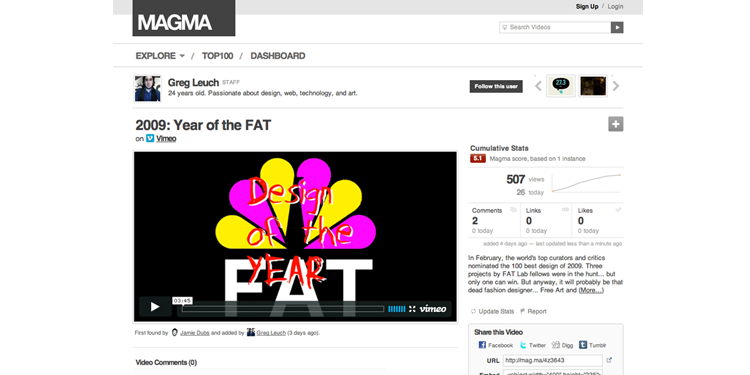 Sign Up / Login
MAGMA
Search Videos
EXPLORE / TOP100 / DASHBOARD
Greg Leuch STAFF
24 years old. Passionate about design, web, technology, and art.
Follow this user
27.3
2009: Year of the FAT
on Vimeo
Design
of the
YEAR
FAT
03:45
vimeo
First found by Jamie Dubs and added by Greg Leuch (3 days ago).
Video Comments (0)
Cumulative Stats
5.1 Magma score, based on 1 instance
507 views
26 today
Comments Links Likes
2 0 0
0 today 0 today 0 today
added 4 days ago — last updated less than a minute ago
In February, the world's top curators and critics
nominated the 100 best design of 2009. Three
projects by FAT Lab fellows were in the hunt... but
only one can win. But anyway, it will probably be that
dead fashion designer... Free Art and (More...)
Update Stats Report
Share this Video
Facebook Twitter Digg Tumblr
URL http://mag.ma/4z3643